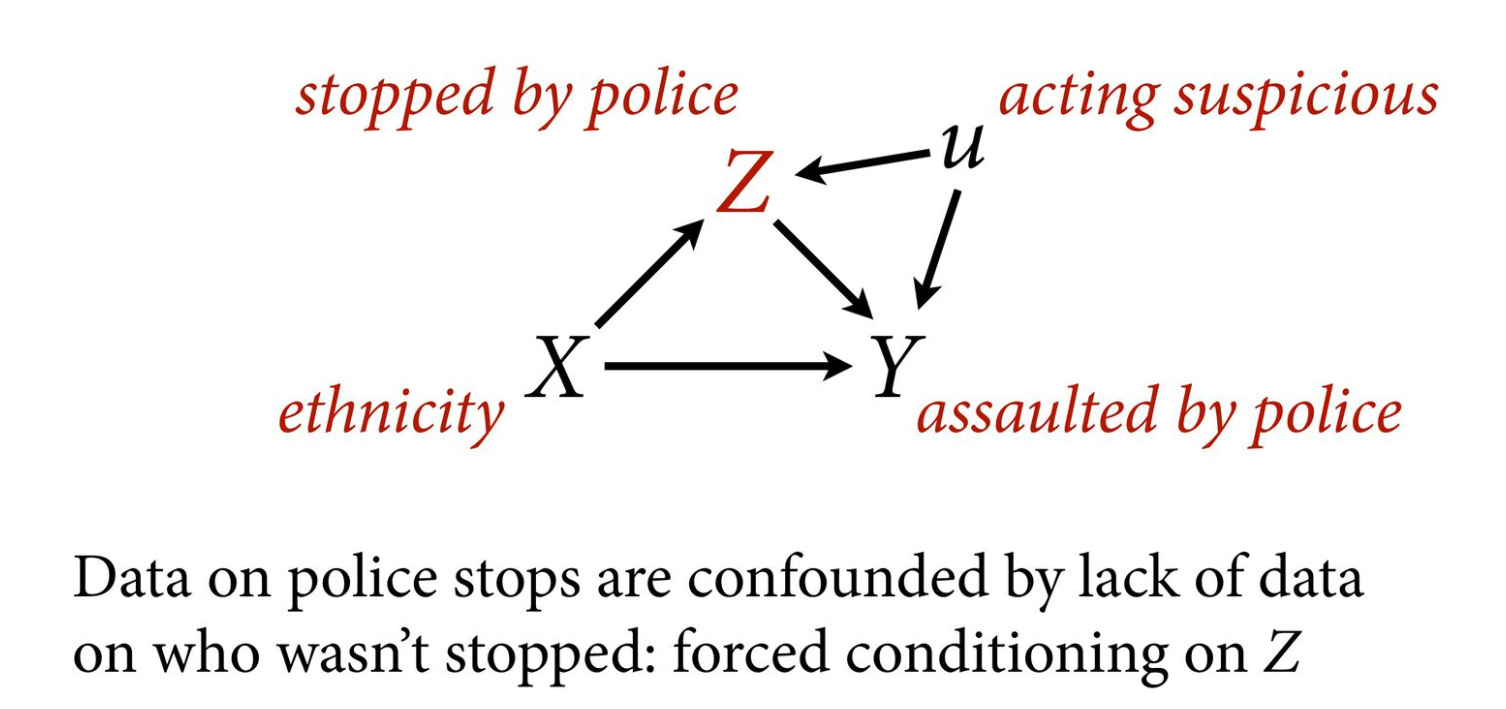 stopped by police
acting suspicious
Z
u
X
Y
ethnicity
assaulted by police
Data on police stops are confounded by lack of data
on who wasn’t stopped: forced conditioning on Z